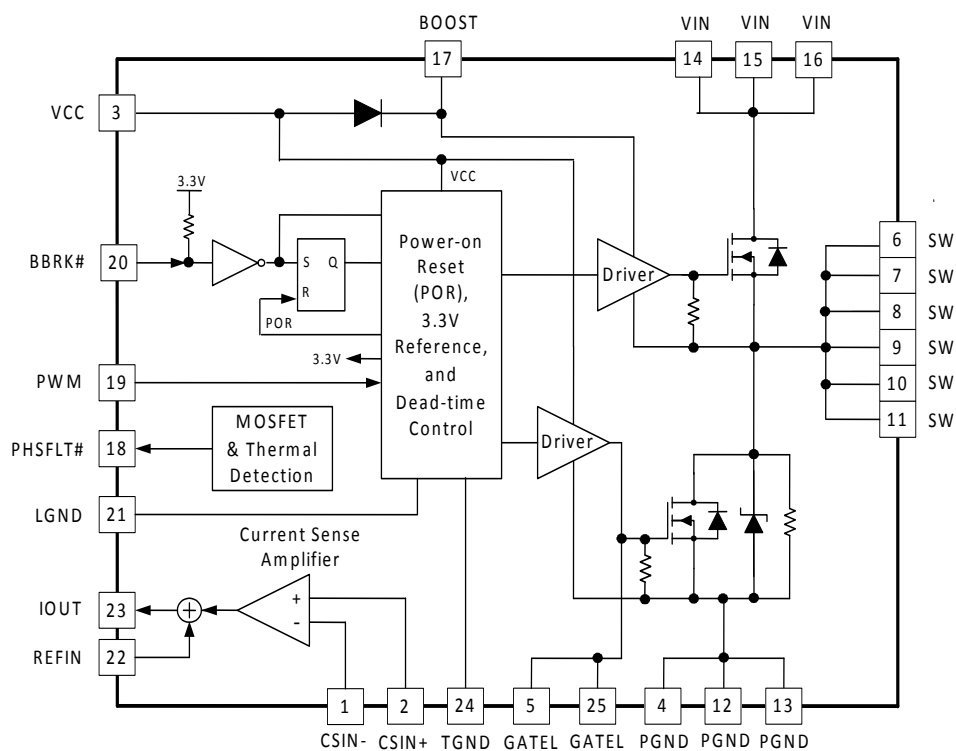 BOOST
VIN
VIN
VIN
17
14
15
16
VCC
3
VCC
3.3V
BBRK#
20
S
Q
R
POR
3.3V
Power-on
Reset
(POR),
3.3V
Reference,
and
Dead-time
Control
Driver
6
SW
7
SW
8
SW
9
SW
10
SW
11
SW
PWM
19
PHSFLT#
18
MOSFET
& Thermal
Detection
Driver
LGND
21
Current Sense
Amplifier
IOUT
23
+
-
REFIN
22
1
2
24
5
25
4
12
13
CSIN-
CSIN+
TGND
GATEL
GATEL
PGND
PGND
PGND